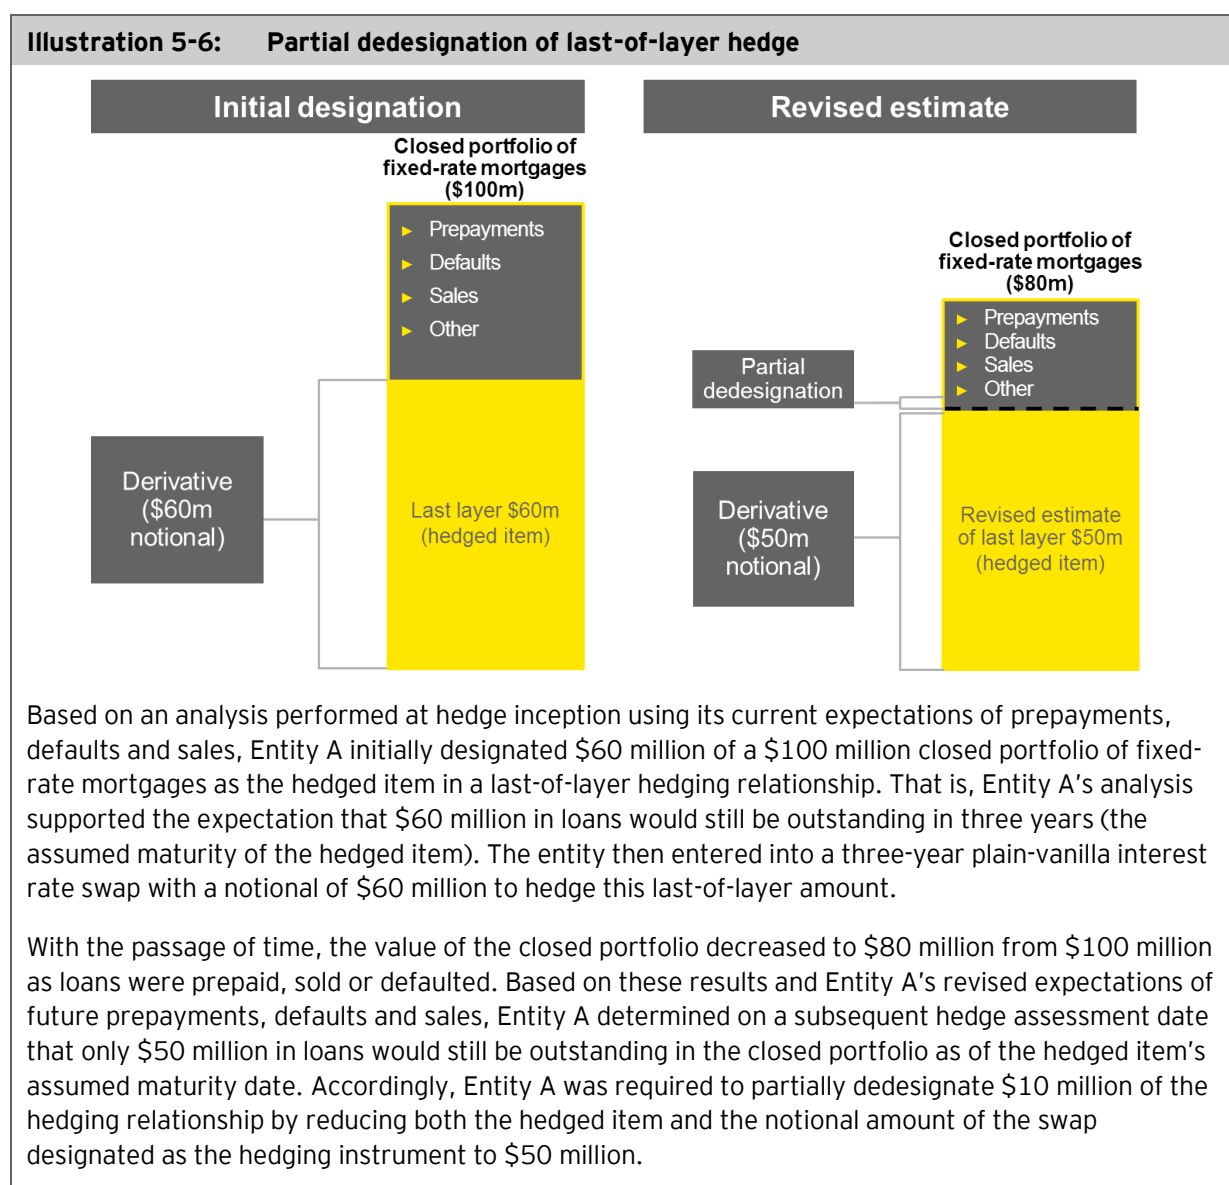 Illustration 5-6: Partial dedesignation of last-of-layer hedge
Initial designation
Closed portfolio of
fixed-rate mortgages
($100m)
► Prepayments
► Defaults
► Sales
► Other
Derivative
($60m
notional)
Last layer $60m
(hedged item)
Revised estimate
Closed portfolio of
fixed-rate mortgages
($80m)
► Prepayments
► Defaults
► Sales
► Other
Partial
dedesignation
Derivative
($50m
notional)
Revised estimate
of last layer $50m
(hedged item)
Based on an analysis performed at hedge inception using its current expectations of prepayments,
defaults and sales, Entity A initially designated $60 million of a $100 million closed portfolio of fixed-
rate mortgages as the hedged item in a last-of-layer hedging relationship. That is, Entity A's analysis
supported the expectation that $60 million in loans would still be outstanding in three years (the
assumed maturity of the hedged item). The entity then entered into a three-year plain-vanilla interest
rate swap with a notional of $60 million to hedge this last-of-layer amount.
With the passage of time, the value of the closed portfolio decreased to $80 million from $100 million
as loans were prepaid, sold or defaulted. Based on these results and Entity A's revised expectations of
future prepayments, defaults and sales, Entity A determined on a subsequent hedge assessment date
that only $50 million in loans would still be outstanding in the closed portfolio as of the hedged item's
assumed maturity date. Accordingly, Entity A was required to partially dedesignate $10 million of the
hedging relationship by reducing both the hedged item and the notional amount of the swap
designated as the hedging instrument to $50 million.